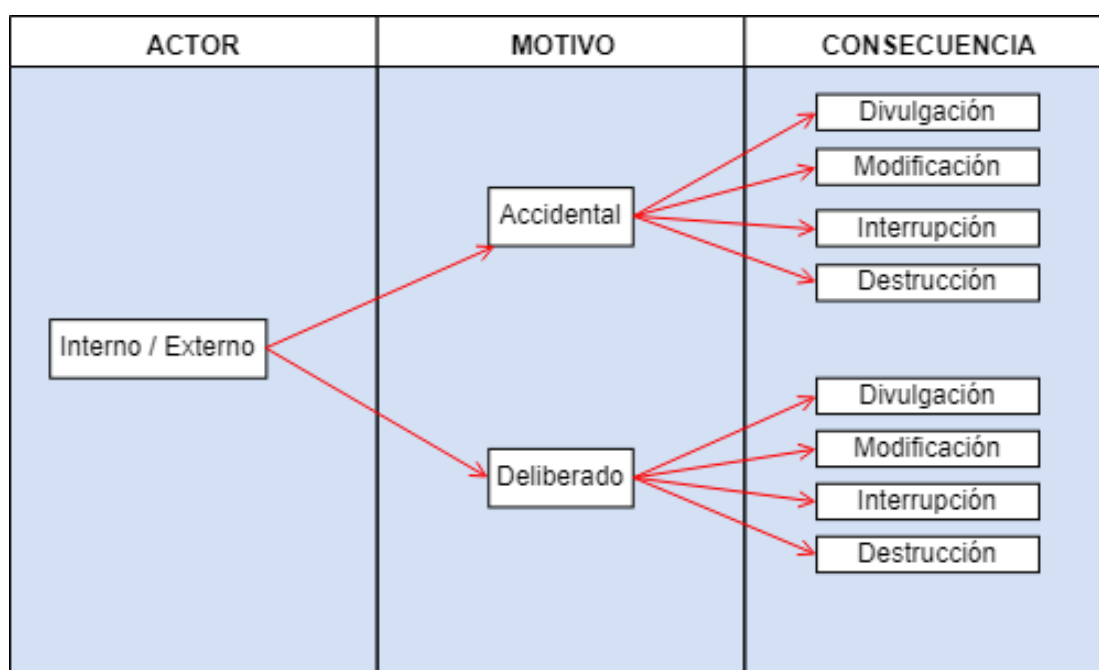 ACTOR
MOTIVO
CONSECUENCIA
Interno / Externo
Accidental
Divulgación
Modificación
Interrupción
Destrucción
Deliberado
Divulgación
Modificación
Interrupción
Destrucción